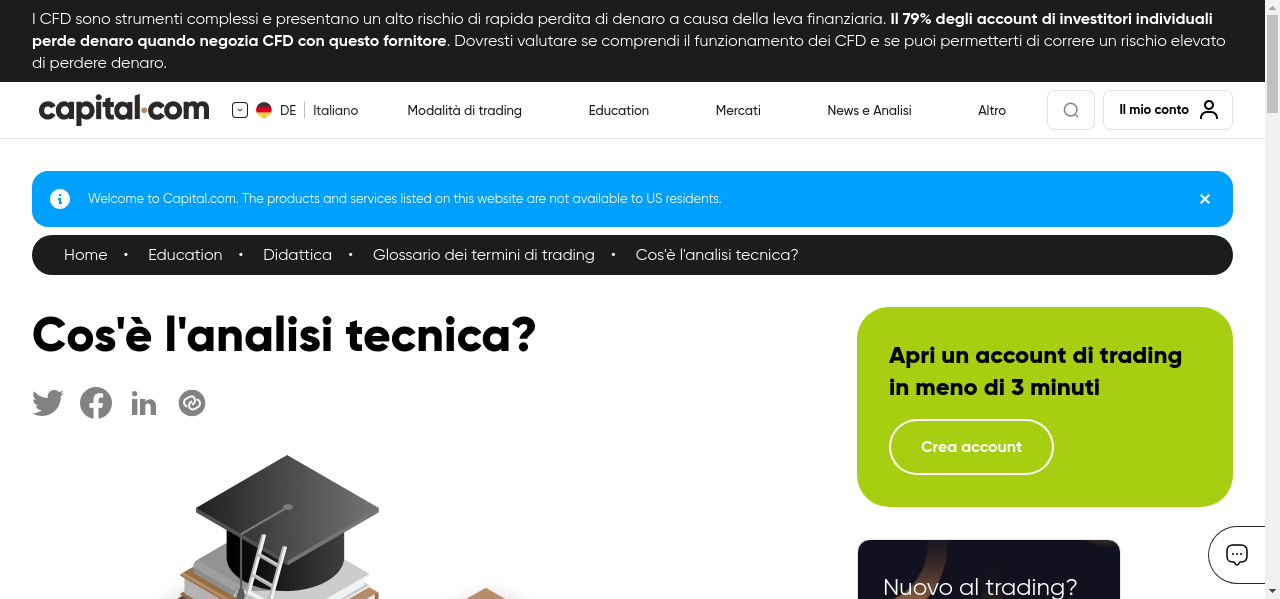 I CFD sono strumenti complessi e presentano un alto rischio di rapida perdita di denaro a causa della leva finanziaria. Il 79% degli account di investitori individuali
perde denaro quando negozia CFD con questo fornitore. Dovresti valutare se comprendi il funzionamento dei CFD e se puoi permetterti di correre un rischio elevato
di perdere denaro.
capital.com DE Italiano Modalità di trading Education Mercati News e Analisi Altro Il mio conto
Welcome to Capital.com. The products and services listed on this website are not available to US residents.
Home • Education • Didattica • Glossario dei termini di trading • Cos'è l'analisi tecnica?
Cos'è l'analisi tecnica?
Apri un account di trading
in meno di 3 minuti
Crea account
Nuovo al trading?